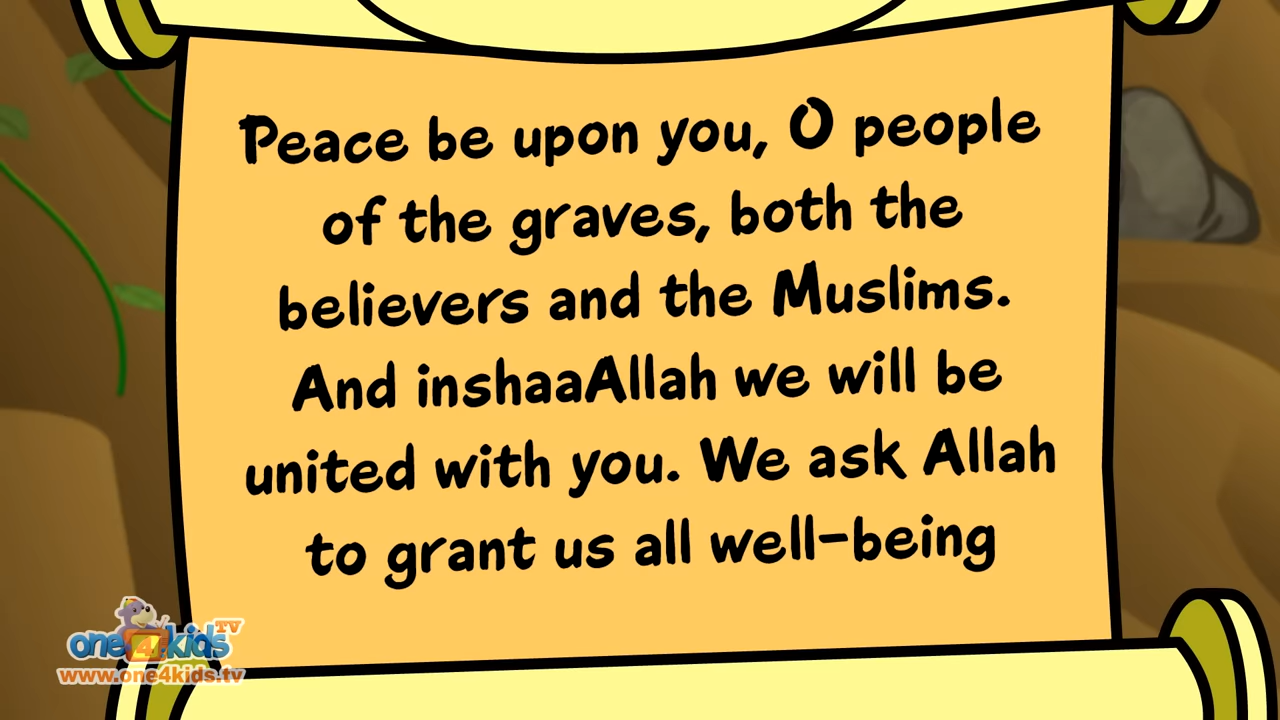 Peace be upon you, O people
of the graves, both the
believers and the Muslims.
And inshaaAllah we will be
united with you. We ask Allah
to grant us all well-being
one4kids TV
www.one4kids.tv